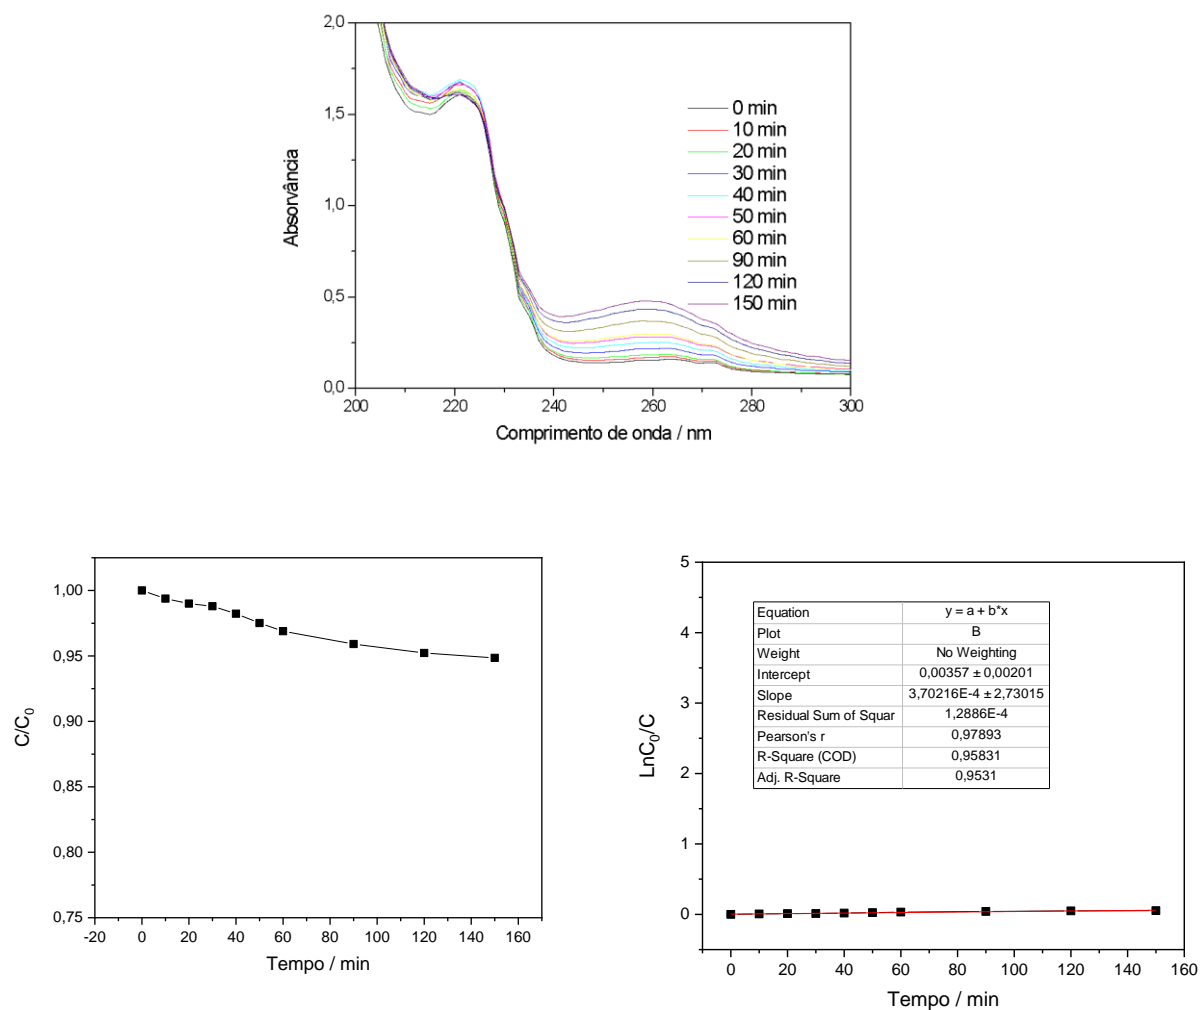 2,0
1,5
1,0
0,5
0,0
Absorvância
200 220 240 260 280 300
Comprimento de onda / nm
0 min
10 min
20 min
30 min
40 min
50 min
60 min
90 min
120 min
150 min
1,00
0,95
0,90
0,85
0,80
0,75
C/C₀
-20 0 20 40 60 80 100 120 140 160
Tempo / min
5
4
3
2
1
0
LnC₀/C
Equation y = a + b*x
Plot B
Weight No Weighting
Intercept 0,00357 ± 0,00201
Slope 3,70216E-4 ± 2,73015
Residual Sum of Squar 1,2886E-4
Pearson's r 0,97893
R-Square (COD) 0,95831
Adj. R-Square 0,9531
0 20 40 60 80 100 120 140 160
Tempo / min